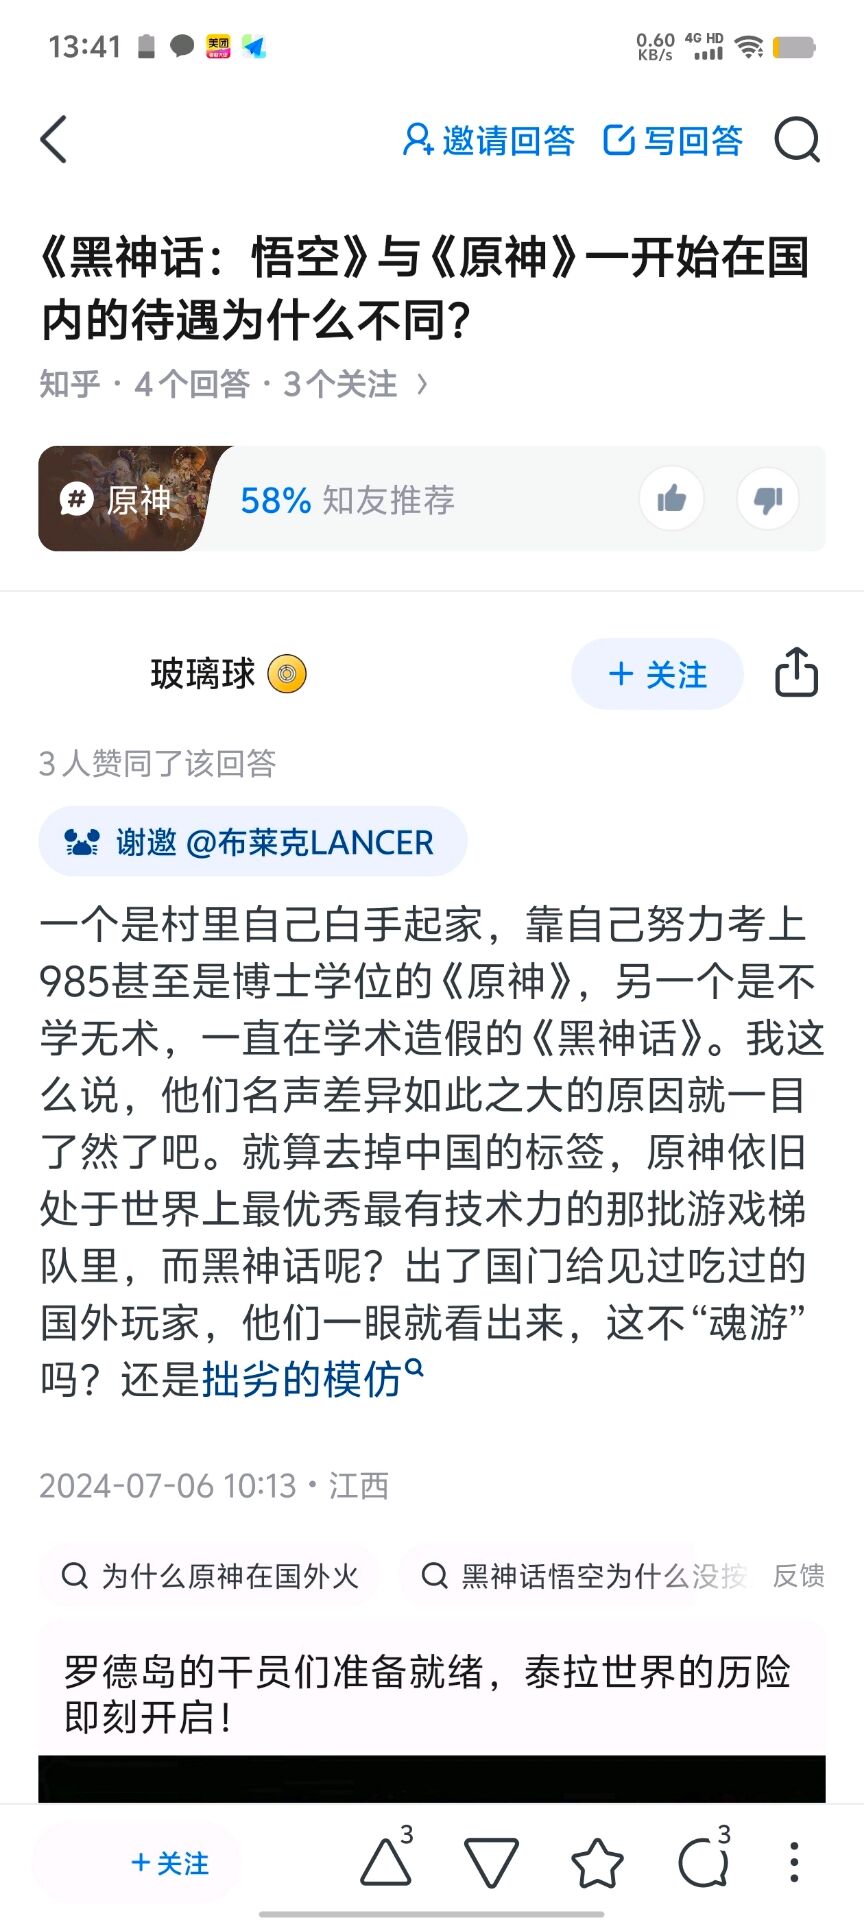 13:41 美团 0.60 KB/s 4G HD
邀请回答 写回答
《黑神话：悟空》与《原神》一开始在国
内的待遇为什么不同？
知乎 · 4个回答 · 3个关注 >
# 原神 58% 知友推荐
玻璃球 + 关注
3人赞同了该回答
谢邀 @布莱克LANCER
一个是村里自己白手起家，靠自己努力考上
985甚至是博士学位的《原神》，另一个是不
学无术，一直在学术造假的《黑神话》。我这
么说，他们名声差异如此之大的原因就一目
了然了吧。就算去掉中国的标签，原神依旧
处于世界上最优秀最有技术力的那批游戏梯
队里，而黑神话呢？出了国门给见过吃过的
国外玩家，他们一眼就看出来，这不“魂游”
吗？还是拙劣的模仿
2024-07-06 10:13 · 江西
为什么原神在国外火 黑神话悟空为什么没按 反馈
罗德岛的干员们准备就绪，泰拉世界的历险
即刻开启！
+关注 3 3